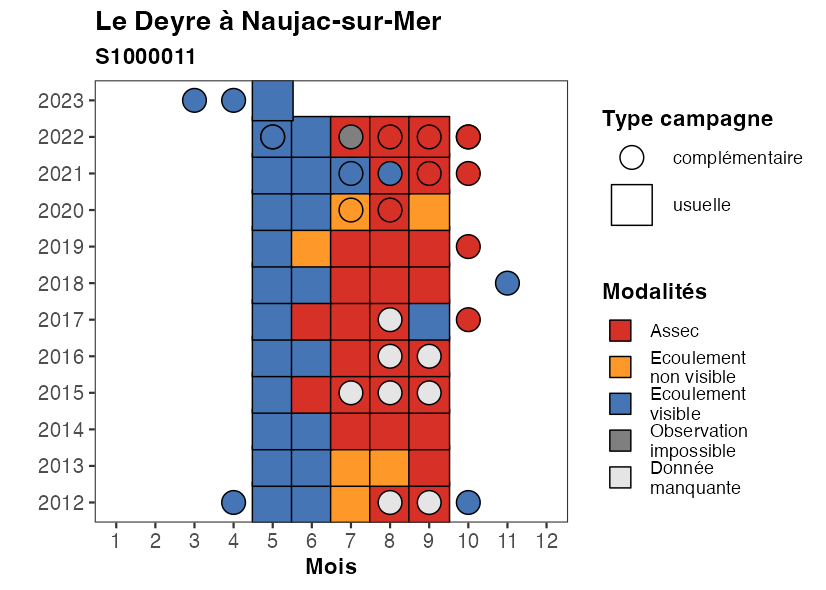 Le Deyre à Naujac-sur-Mer
S1000011
2023
2022
2021
2020
2019
2018
2017
2016
2015
2014
2013
2012
1 2 3 4 5 6 7 8 9 10 11 12
Mois
Type campagne
complémentaire
usuelle
Modalités
Assec
Ecoulement
non visible
Ecoulement
visible
Observation
impossible
Donnée
manquante